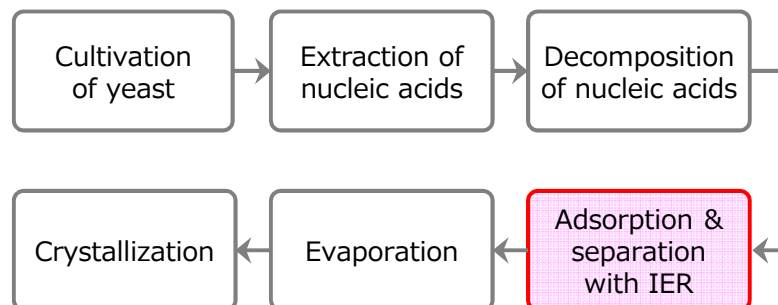 Cultivation
of yeast
Extraction of
nucleic acids
Decomposition
of nucleic acids
Crystallization
Evaporation
Adsorption &
separation
with IER